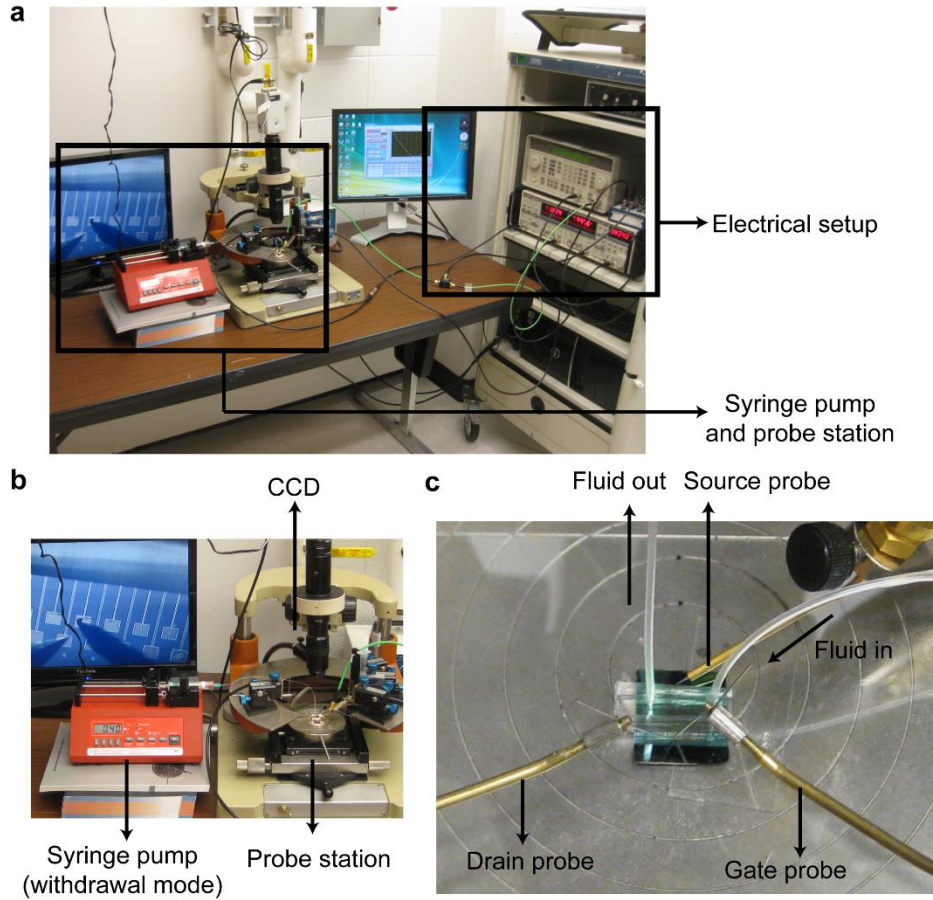 a
Electrical setup
Syringe pump
and probe station
b
CCD
040
Syringe pump
(withdrawal mode)
Probe station
c
Fluid out
Source probe
Fluid in
Drain probe
Gate probe